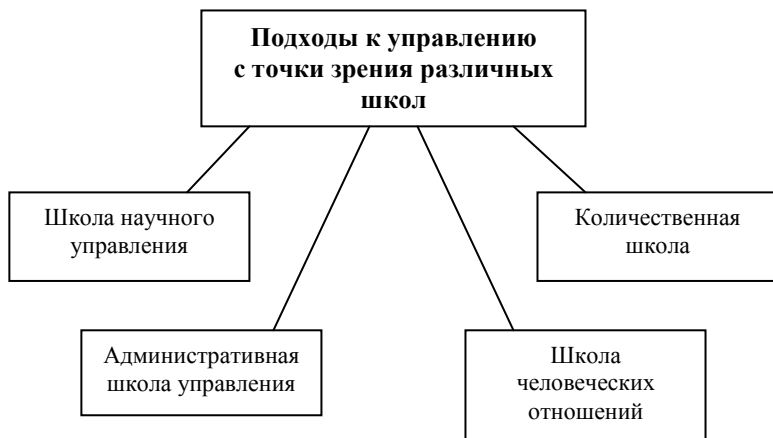 Подходы к управлению
с точки зрения различных
школ
Школа научного
управления
Количественная
школа
Административная
школа управления
Школа
человеческих
отношений